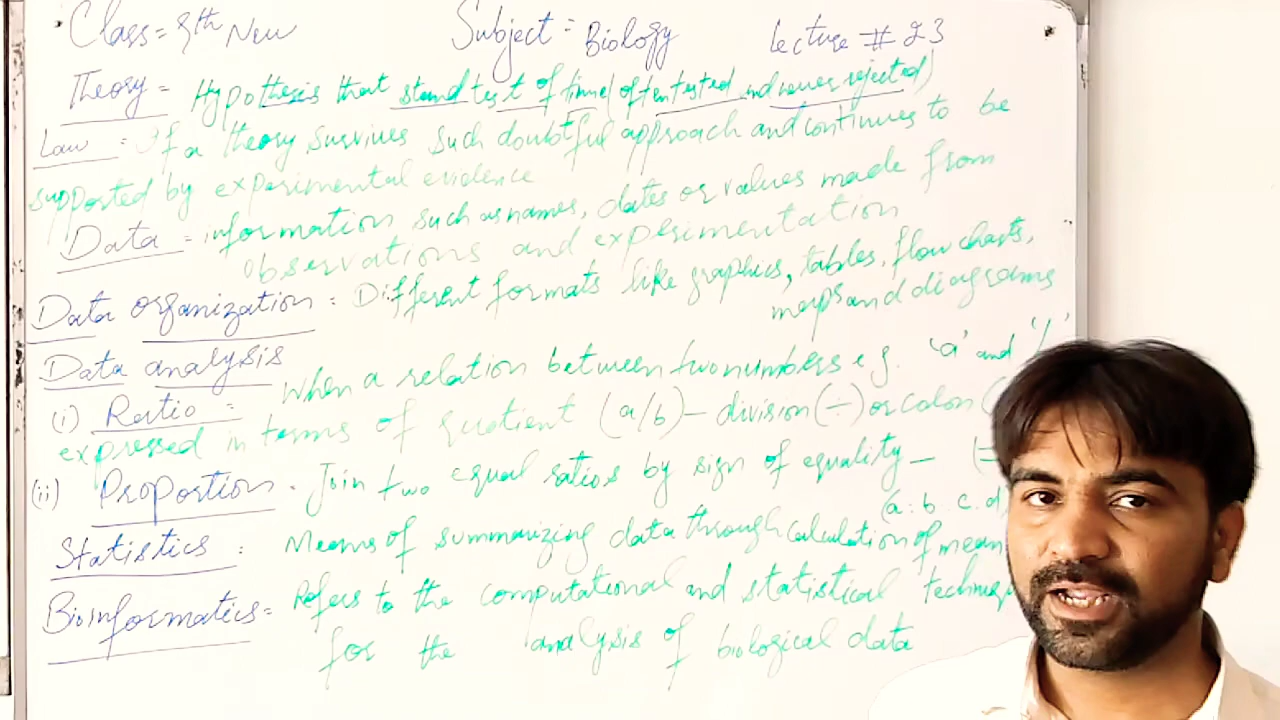 Class = 9th New Subject = Biology Lecture # 23
Theory = Hypothesis that stand test of time (often tested and never rejected)
Law = If a theory survives such doubtful approach and continues to be
supported by experimental evidence
Data = information such as names, dates or values made from
observations and experimentation
Data organization = Different formats like graphics, tables, flow charts,
maps and diagrams
Data analysis
(i) Ratio = When a relation between two numbers e.g. 'a' and
expressed in terms of quotient (a/b) - division (÷) or colon (
(ii) Proportion . Join two equal ratios by sign of equality - (=
(a:b c.d)
Statistics : Means of summarizing data through calculation of mean
Bioinformatics = Refers to the computational and statistical
for the analysis of biological data